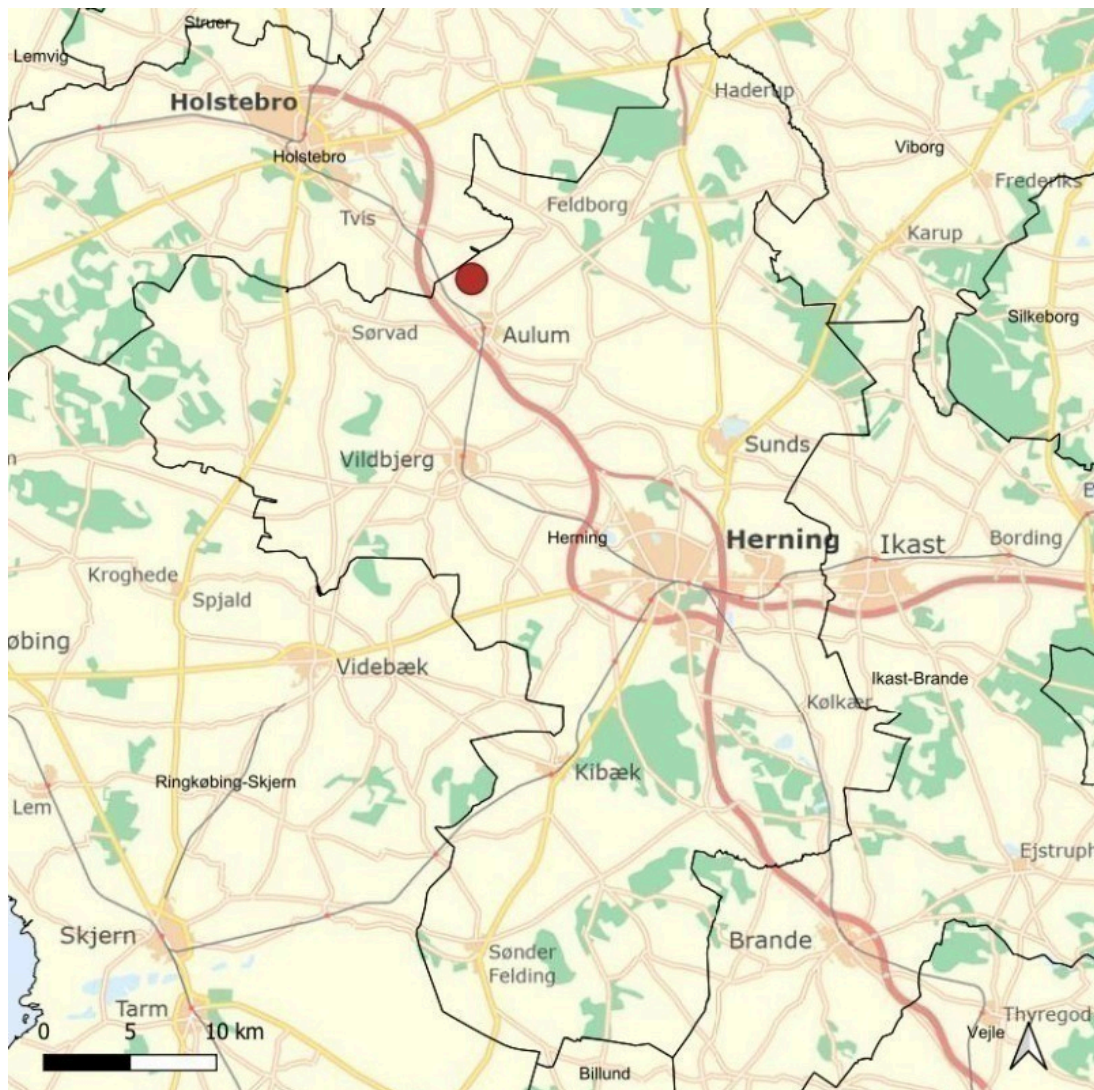 Struer
Lemvig
Holstebro
Haderup
Holstebro
Viborg
Frederiks
Tvis
Feldborg
Karup
Silkeborg
Sørvad
Aulum
Vildbjerg
Sunds
Herning
Herning
Ikast
Bording
Kroghede
Spjald
øbing
Videbæk
Ikast-Brande
Kølkær
Kibæk
Ringkøbing-Skjern
Lem
Ejstruph
Skjern
Brande
Sønder
Felding
Tarm
Thyregod
0 5 10 km
Vejle
Billund